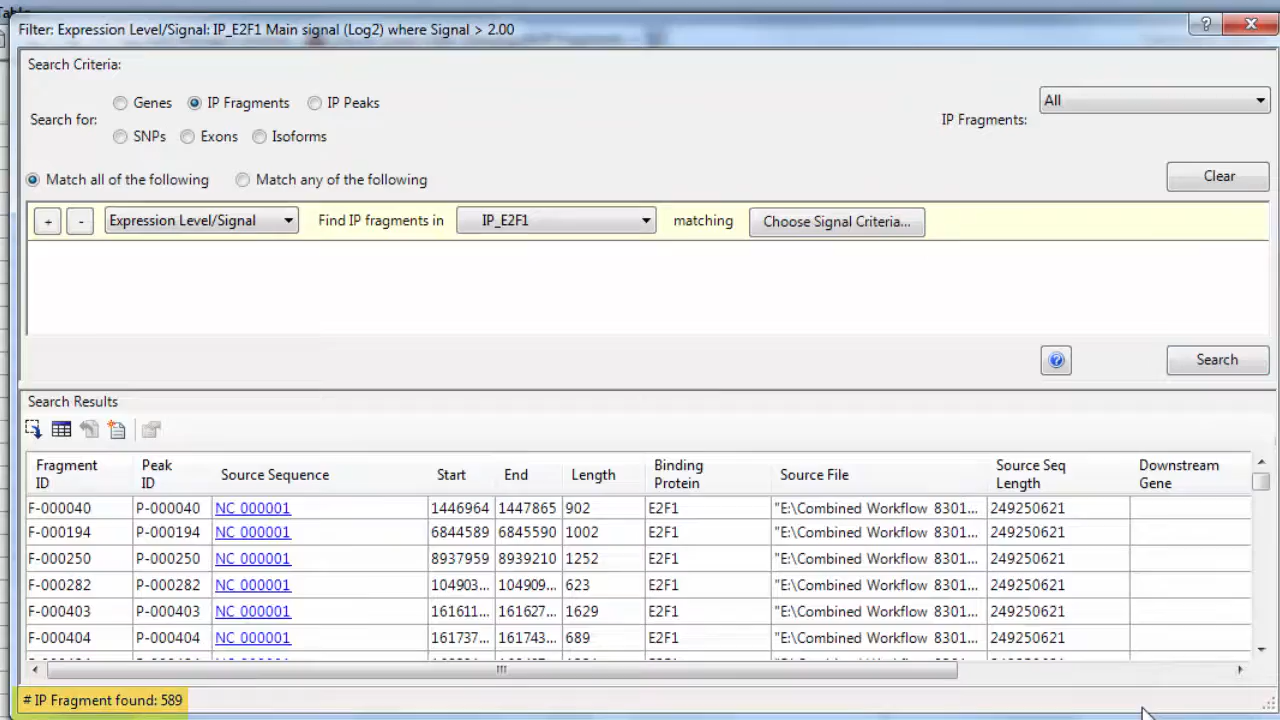 Filter: Expression Level/Signal: IP_E2F1 Main signal (Log2) where Signal > 2.00
Search Criteria:
Search for:
Genes IP Fragments IP Peaks
SNPs Exons Isoforms
IP Fragments: All
Match all of the following Match any of the following
Clear
+ - Expression Level/Signal Find IP fragments in IP_E2F1 matching Choose Signal Criteria...
Search
Search Results
Fragment ID Peak ID Source Sequence Start End Length Binding Protein Source File Source Seq Length Downstream Gene
F-000040 P-000040 NC 000001 1446964 1447865 902 E2F1 "E:\Combined Workflow 8301... 249250621
F-000194 P-000194 NC 000001 6844589 6845590 1002 E2F1 "E:\Combined Workflow 8301... 249250621
F-000250 P-000250 NC 000001 8937959 8939210 1252 E2F1 "E:\Combined Workflow 8301... 249250621
F-000282 P-000282 NC 000001 104903... 104909... 623 E2F1 "E:\Combined Workflow 8301... 249250621
F-000403 P-000403 NC 000001 161611... 161627... 1629 E2F1 "E:\Combined Workflow 8301... 249250621
F-000404 P-000404 NC 000001 161737... 161743... 689 E2F1 "E:\Combined Workflow 8301... 249250621
# IP Fragment found: 589